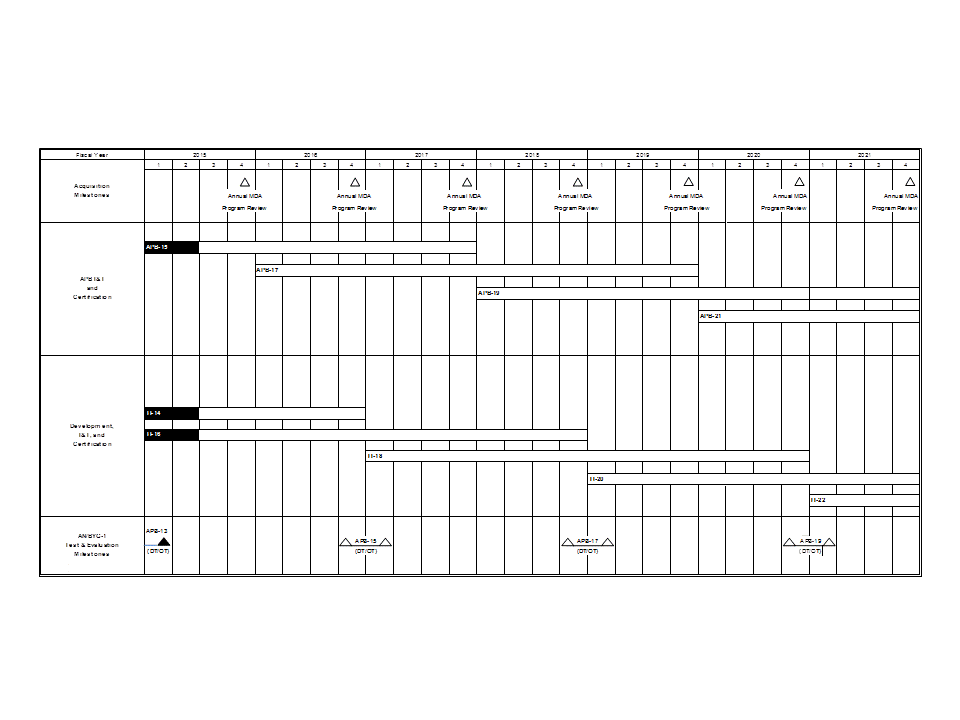 Fiscal Year 2015 2016 2017 2018 2019 2020 2021
1 2 3 4 1 2 3 4 1 2 3 4 1 2 3 4 1 2 3 4 1 2 3 4 1 2 3 4
Acquisition
Milestones
Annual MDA Annual MDA Annual MDA Annual MDA Annual MDA Annual MDA Annual MDA
Program Review Program Review Program Review Program Review Program Review Program Review Program Review
APB I&T
and
Certification
APB-15
APB-17
APB-19
APB-21
Development,
I&T, and
Certification
TI-14
TI-16
TI-18
TI-20
TI-22
AN/BYG-1
Test & Evaluation
Milestones
APB-13
(DT/OT)
APB-15
(DT/OT)
APB-17
(DT/OT)
APB-19
(DT/OT)